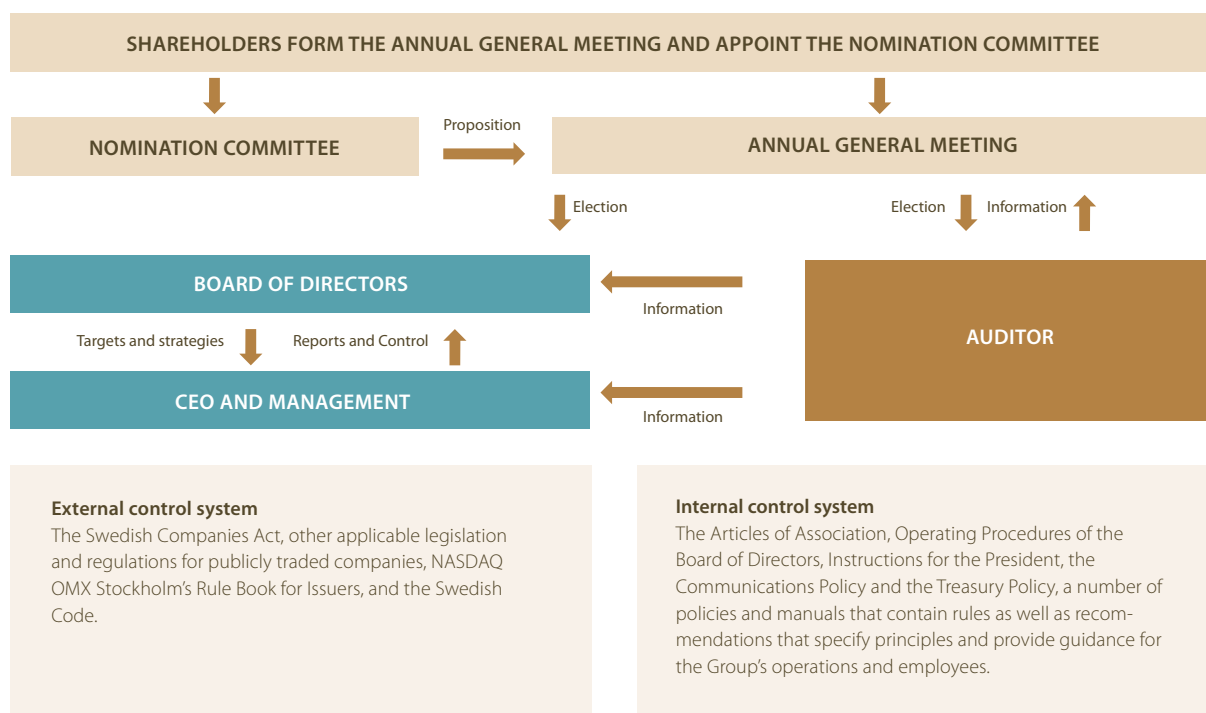 SHAREHOLDERS FORM THE ANNUAL GENERAL MEETING AND APPOINT THE NOMINATION COMMITTEE
NOMINATION COMMITTEE
Proposition
ANNUAL GENERAL MEETING
Election
Election
Information
BOARD OF DIRECTORS
Information
AUDITOR
Targets and strategies
Reports and Control
CEO AND MANAGEMENT
Information
External control system
The Swedish Companies Act, other applicable legislation
and regulations for publicly traded companies, NASDAQ
OMX Stockholm's Rule Book for Issuers, and the Swedish
Code.
Internal control system
The Articles of Association, Operating Procedures of the
Board of Directors, Instructions for the President, the
Communications Policy and the Treasury Policy, a number of
policies and manuals that contain rules as well as recom-
mendations that specify principles and provide guidance for
the Group's operations and employees.